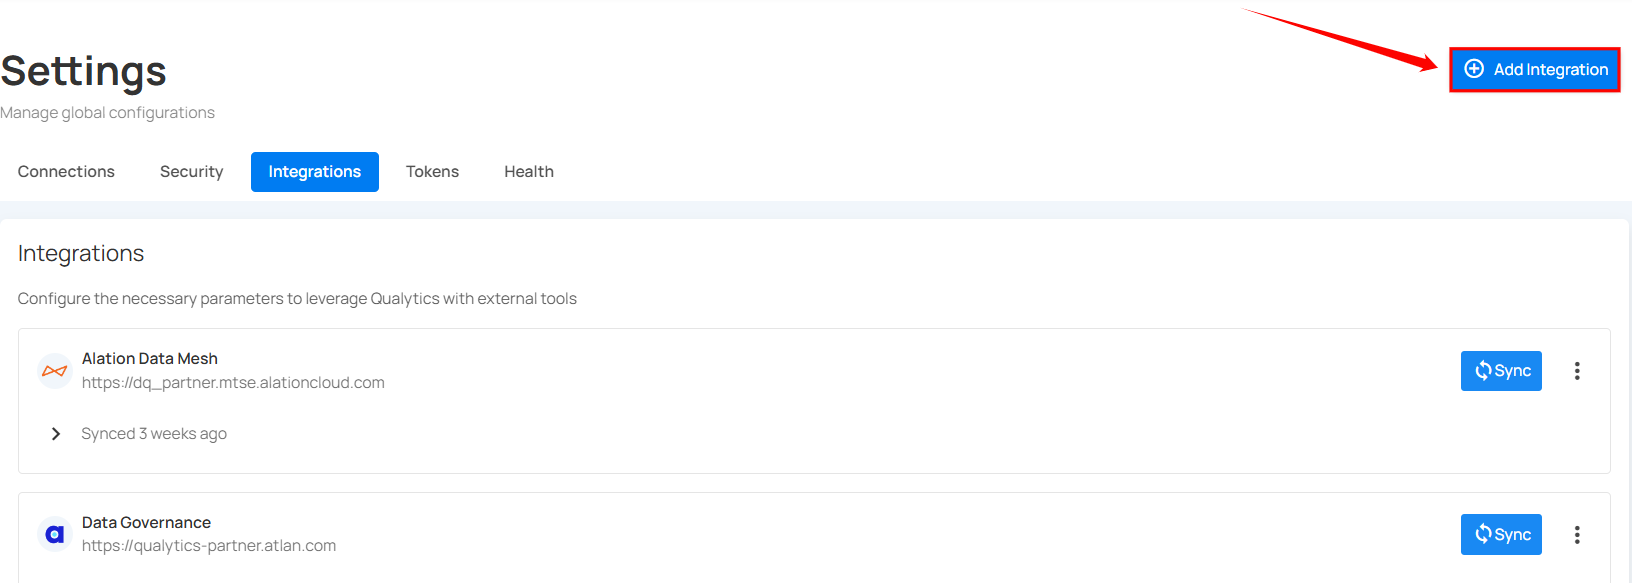 Settings
Add Integration
Manage global configurations
Connections Security Integrations Tokens Health
Integrations
Configure the necessary parameters to leverage Qualytics with external tools
Alation Data Mesh
https://dq_partner.mtse.alationcloud.com
Sync
Synced 3 weeks ago
Data Governance
https://qualytics-partner.atlan.com
Sync